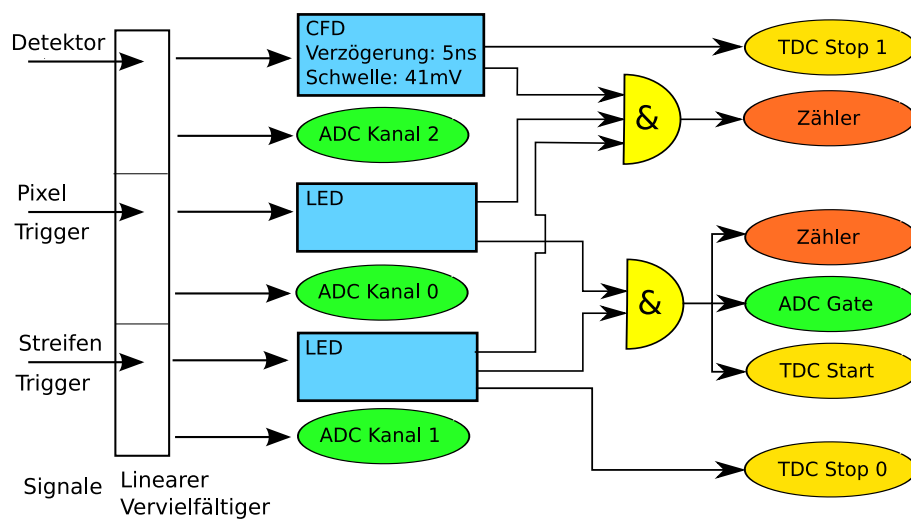 Detektor
CFD
Verzögerung: 5ns
Schwelle: 41mV
TDC Stop 1
ADC Kanal 2
&
Zähler
Pixel
Trigger
LED
Zähler
ADC Kanal 0
&
ADC Gate
Streifen
Trigger
LED
TDC Start
ADC Kanal 1
TDC Stop 0
Signale
Linearer
Vervielfältiger